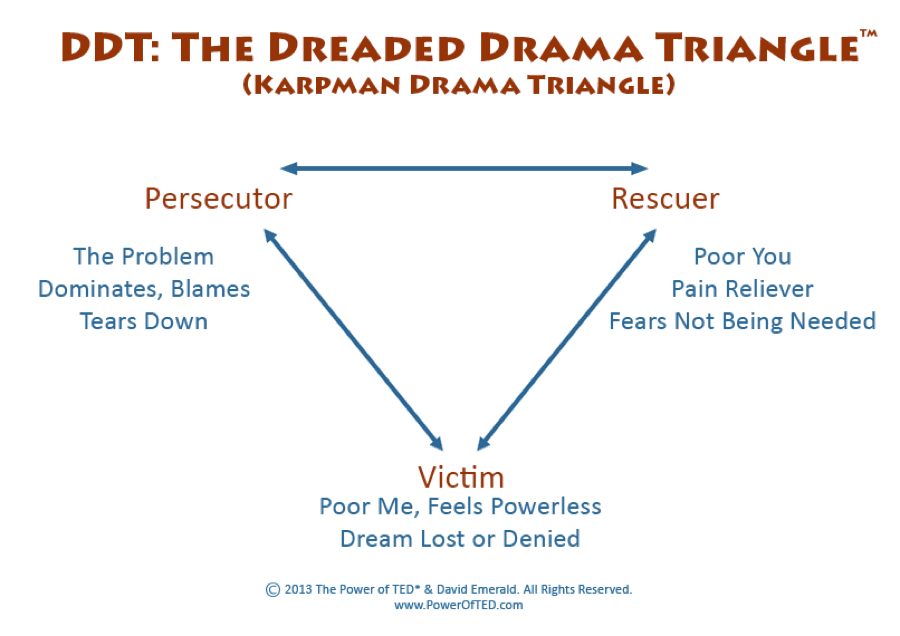 DDT: The Dreaded Drama Triangle™
(Karpman Drama Triangle)
Persecutor
The Problem
Dominates, Blames
Tears Down
Rescuer
Poor You
Pain Reliever
Fears Not Being Needed
Victim
Poor Me, Feels Powerless
Dream Lost or Denied
© 2013 The Power of TED* & David Emerald. All Rights Reserved.
www.PowerOfTED.com